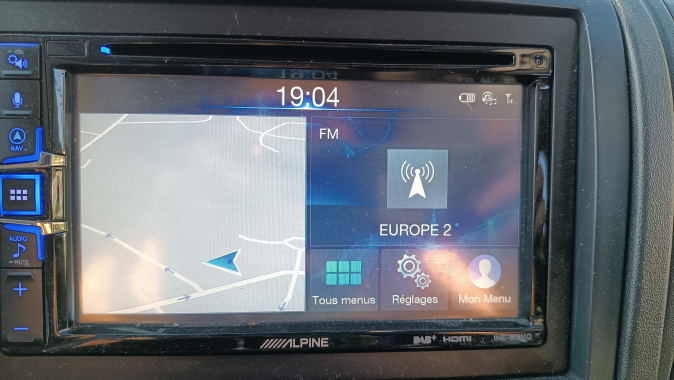 19:04
FM
NAV
EUROPE 2
AUDIO
MUTE
Tous menus
Réglages
Mon Menu
+
−
ALPINE
DAB+ HDMI